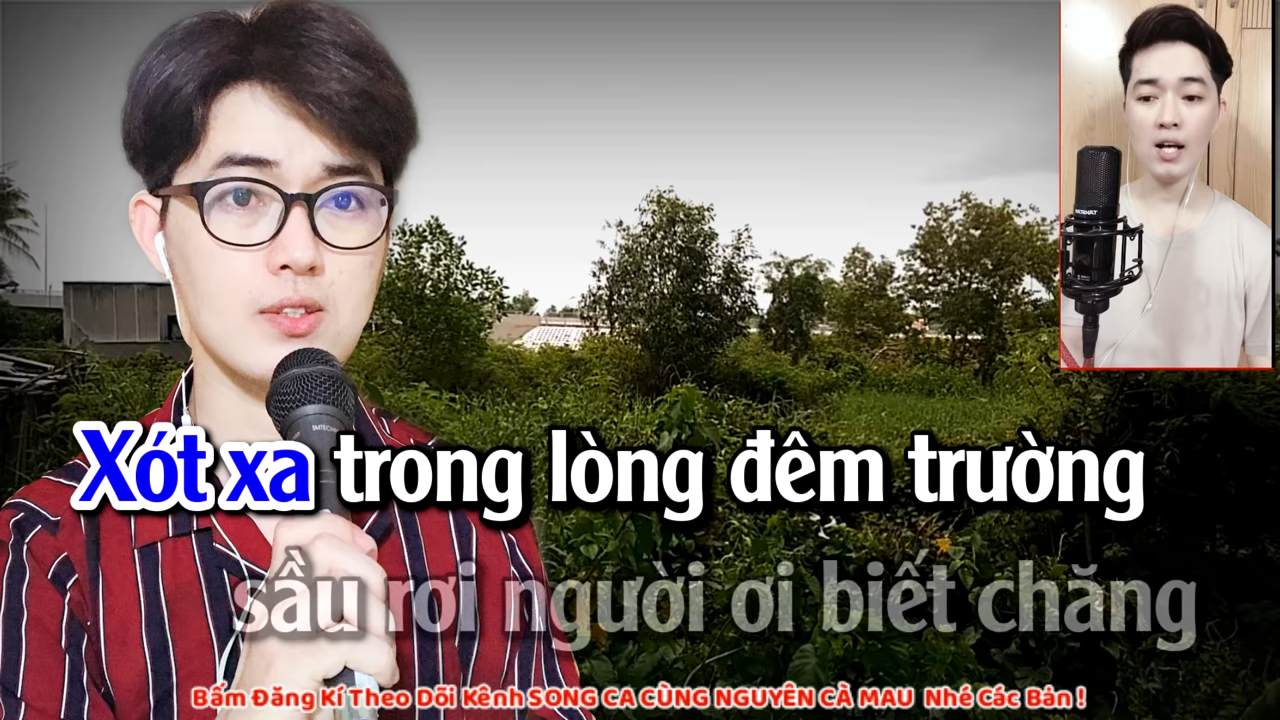 Xót xa trong lòng đêm trường
sầu rơi người ơi biết chăng
Bấm Đăng Kí Theo Dõi Kênh SONG CA CÙNG NGUYÊN CÀ MAU Nhé Các Bản !